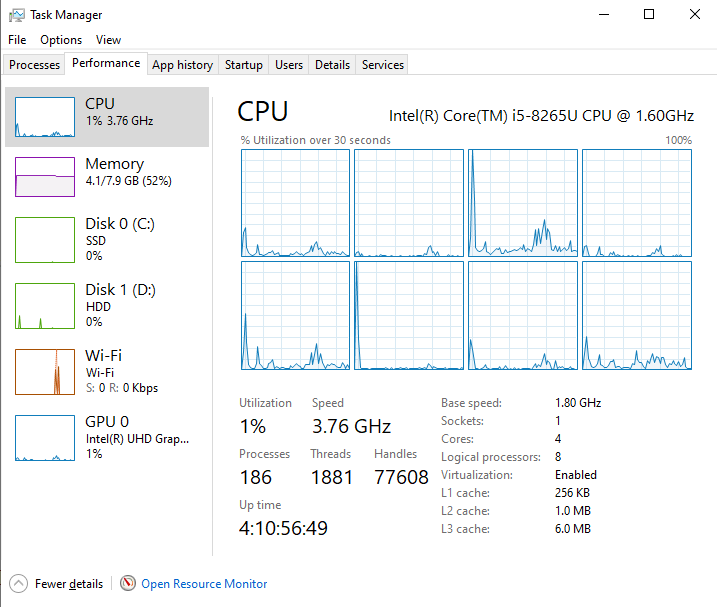 Task Manager
File Options View
Processes Performance App history Startup Users Details Services
CPU
1% 3.76 GHz
Memory
4.1/7.9 GB (52%)
Disk 0 (C:)
SSD
0%
Disk 1 (D:)
HDD
0%
Wi-Fi
Wi-Fi
S: 0 R: 0 Kbps
GPU 0
Intel(R) UHD Grap...
1%
CPU Intel(R) Core(TM) i5-8265U CPU @ 1.60GHz
% Utilization over 30 seconds 100%
Utilization Speed
1% 3.76 GHz
Processes Threads Handles
186 1881 77608
Up time
4:10:56:49
Base speed: 1.80 GHz
Sockets: 1
Cores: 4
Logical processors: 8
Virtualization: Enabled
L1 cache: 256 KB
L2 cache: 1.0 MB
L3 cache: 6.0 MB
Fewer details Open Resource Monitor